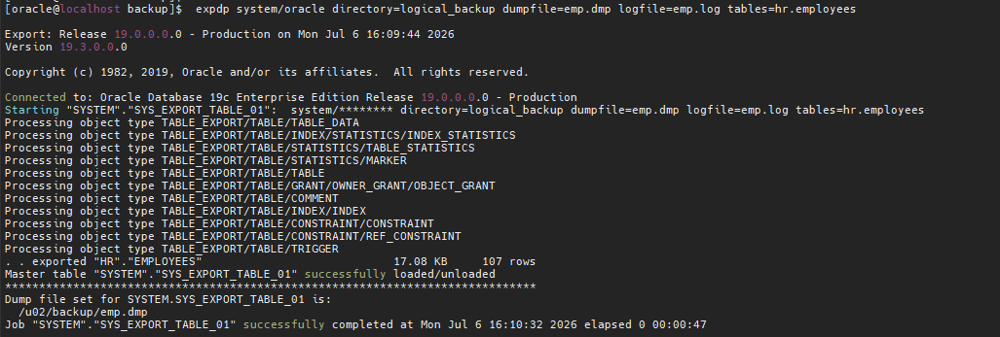 [oracle@localhost backup]$  expdp system/oracle directory=logical_backup dumpfile=emp.dmp logfile=emp.log tables=hr.employees
Export: Release 19.0.0.0.0 - Production on Mon Jul 6 16:09:44 2026
Version 19.3.0.0.0
Copyright (c) 1982, 2019, Oracle and/or its affiliates.  All rights reserved.
Connected to: Oracle Database 19c Enterprise Edition Release 19.0.0.0.0 - Production
Starting "SYSTEM"."SYS_EXPORT_TABLE_01":  system/******** directory=logical_backup dumpfile=emp.dmp logfile=emp.log tables=hr.employees
Processing object type TABLE_EXPORT/TABLE/TABLE_DATA
Processing object type TABLE_EXPORT/TABLE/INDEX/STATISTICS/INDEX_STATISTICS
Processing object type TABLE_EXPORT/TABLE/STATISTICS/TABLE_STATISTICS
Processing object type TABLE_EXPORT/TABLE/STATISTICS/MARKER
Processing object type TABLE_EXPORT/TABLE/TABLE
Processing object type TABLE_EXPORT/TABLE/GRANT/OWNER_GRANT/OBJECT_GRANT
Processing object type TABLE_EXPORT/TABLE/COMMENT
Processing object type TABLE_EXPORT/TABLE/INDEX/INDEX
Processing object type TABLE_EXPORT/TABLE/CONSTRAINT/CONSTRAINT
Processing object type TABLE_EXPORT/TABLE/CONSTRAINT/REF_CONSTRAINT
Processing object type TABLE_EXPORT/TABLE/TRIGGER
. . exported "HR"."EMPLOYEES"                            17.08 KB     107 rows
Master table "SYSTEM"."SYS_EXPORT_TABLE_01" successfully loaded/unloaded
******************************************************************************
Dump file set for SYSTEM.SYS_EXPORT_TABLE_01 is:
  /u02/backup/emp.dmp
Job "SYSTEM"."SYS_EXPORT_TABLE_01" successfully completed at Mon Jul 6 16:10:32 2026 elapsed 0 00:00:47